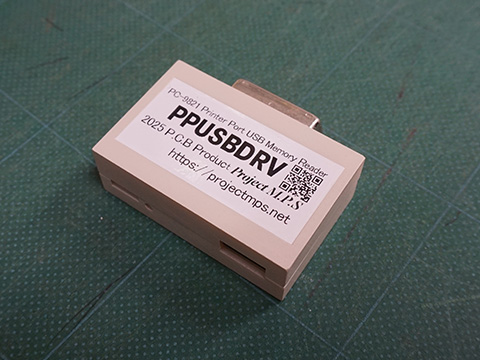 PC-9821 Printer Port USB Memory Reader
PPUSBDRV
2025 P.C.B Product Project M.P.S
https://projectmps.net